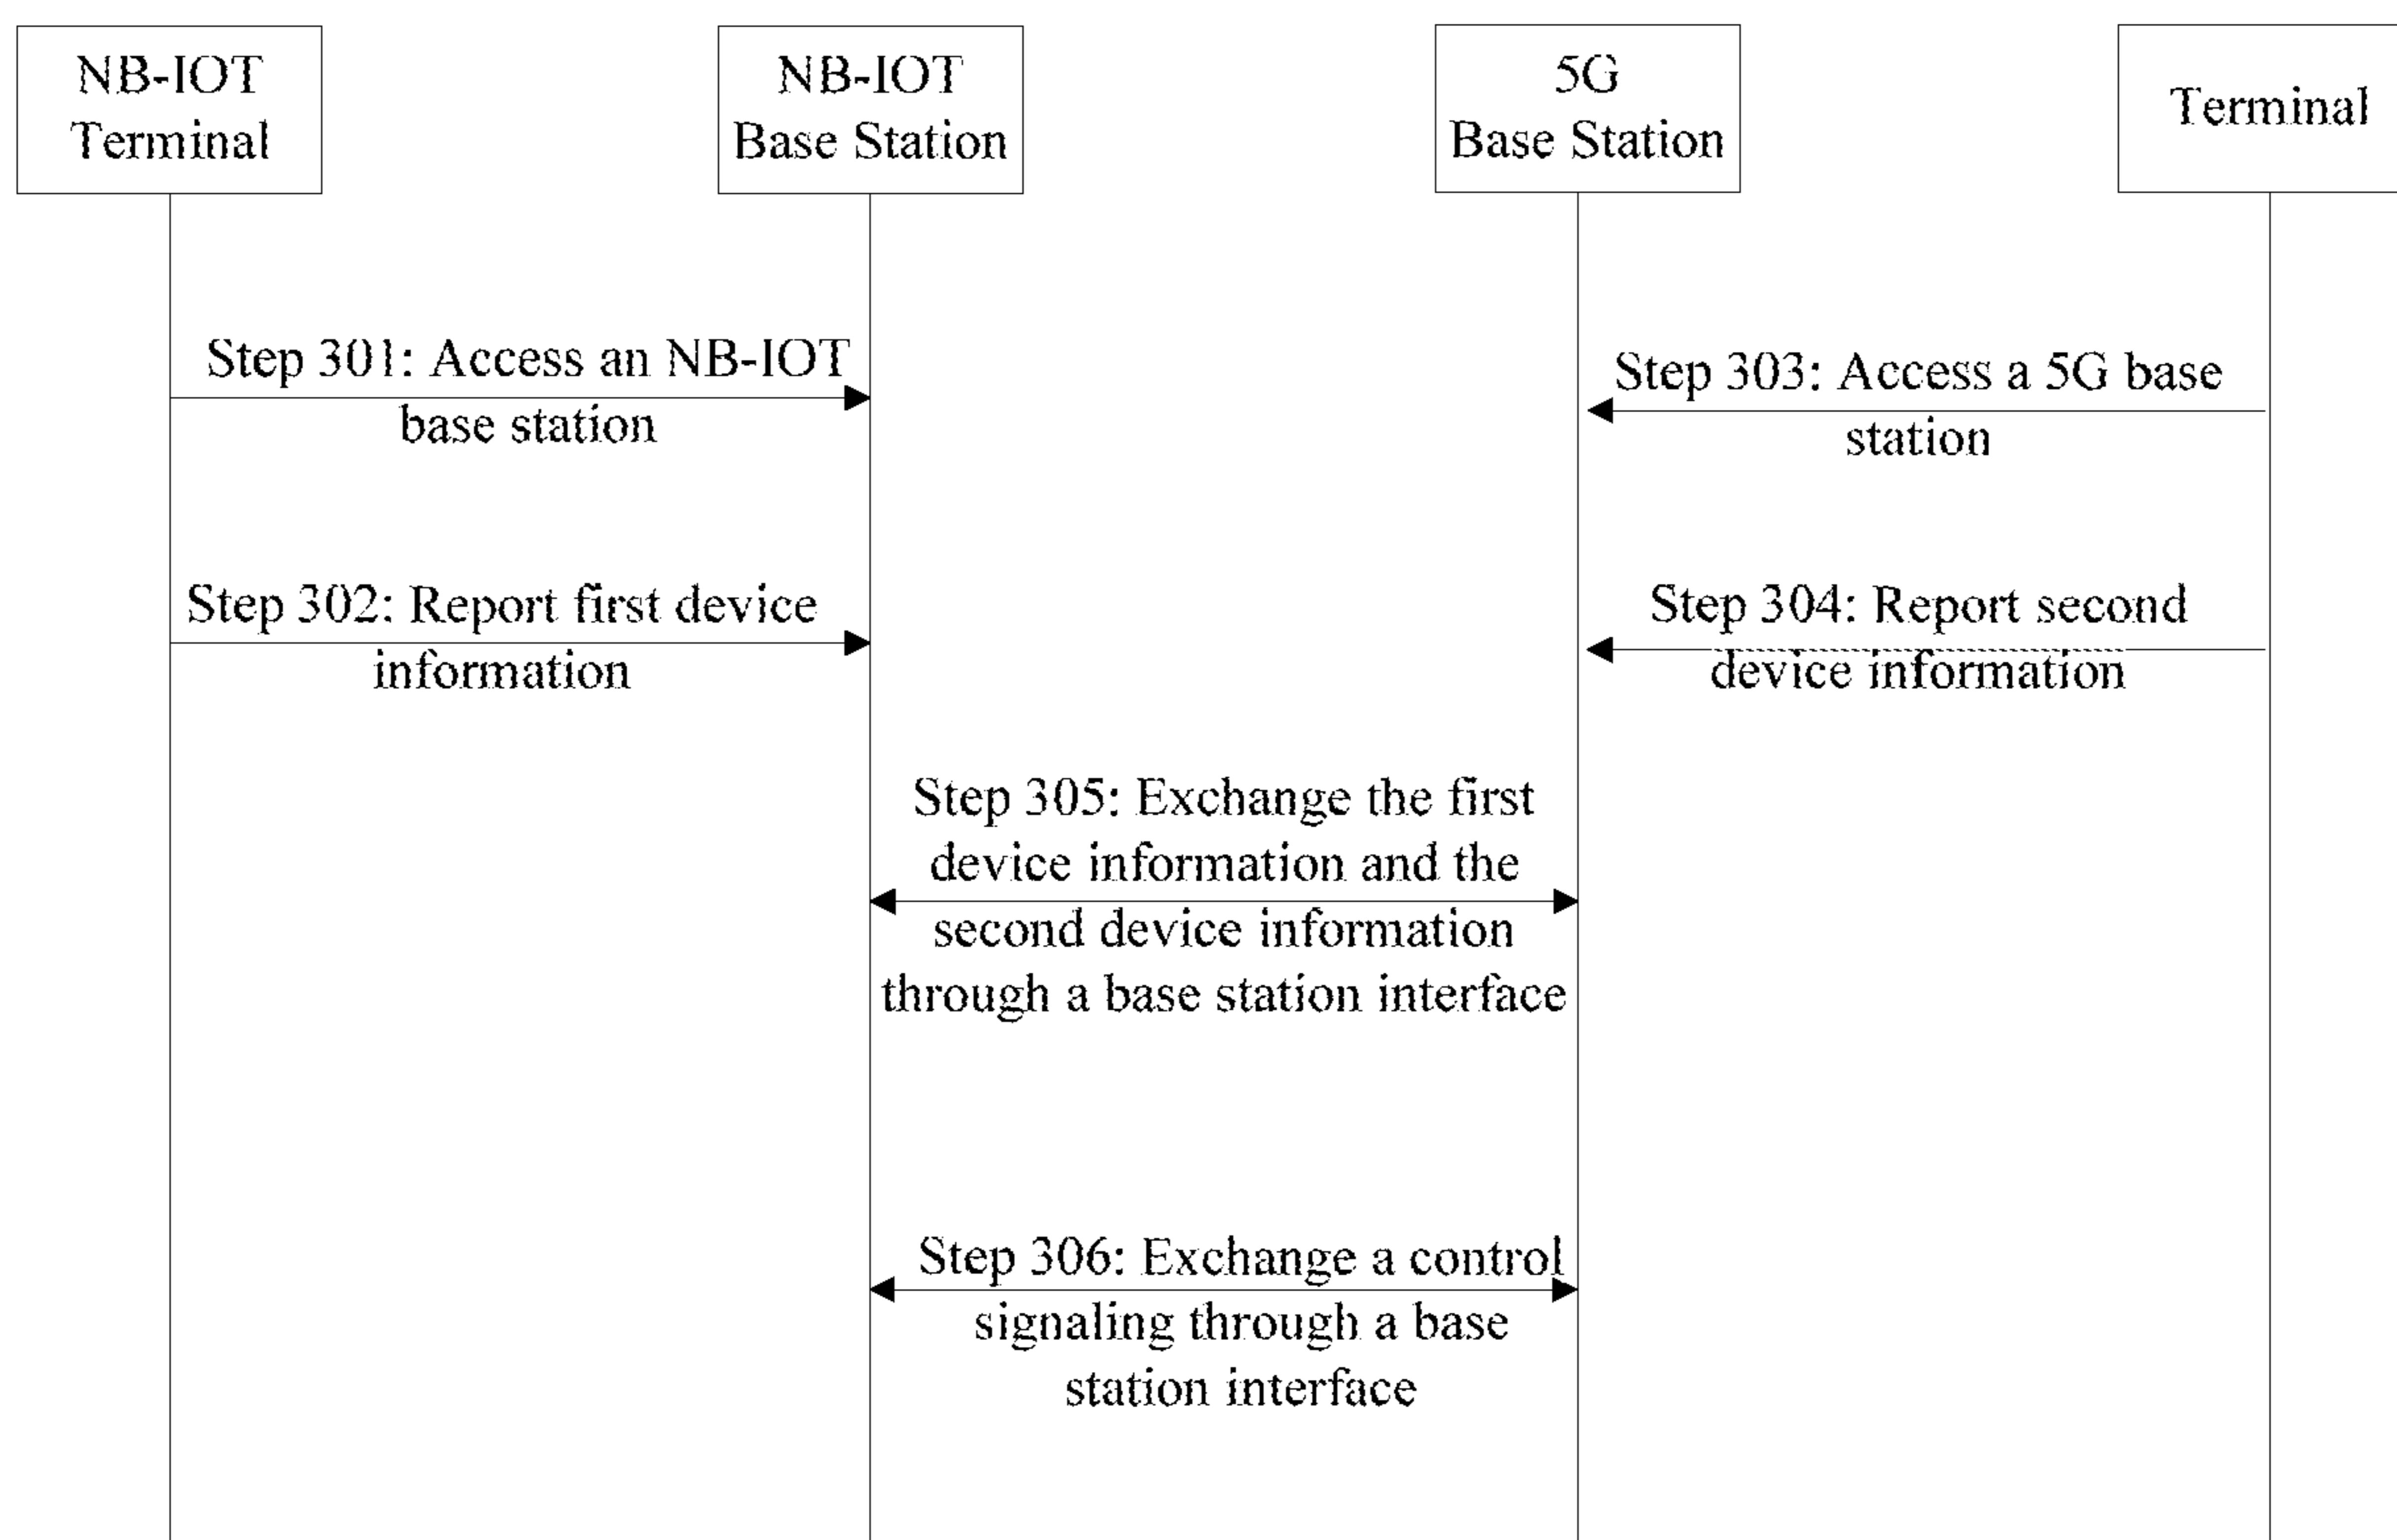 NB-IOT
Terminal
NB-IOT
Base Station
5G
Base Station
Terminal
Step 301: Access an NB-IOT
base station
Step 303: Access a 5G base
station
Step 302: Report first device
information
Step 304: Report second
device information
Step 305: Exchange the first
device information and the
second device information
through a base station interface
Step 306: Exchange a control
signaling through a base
station interface